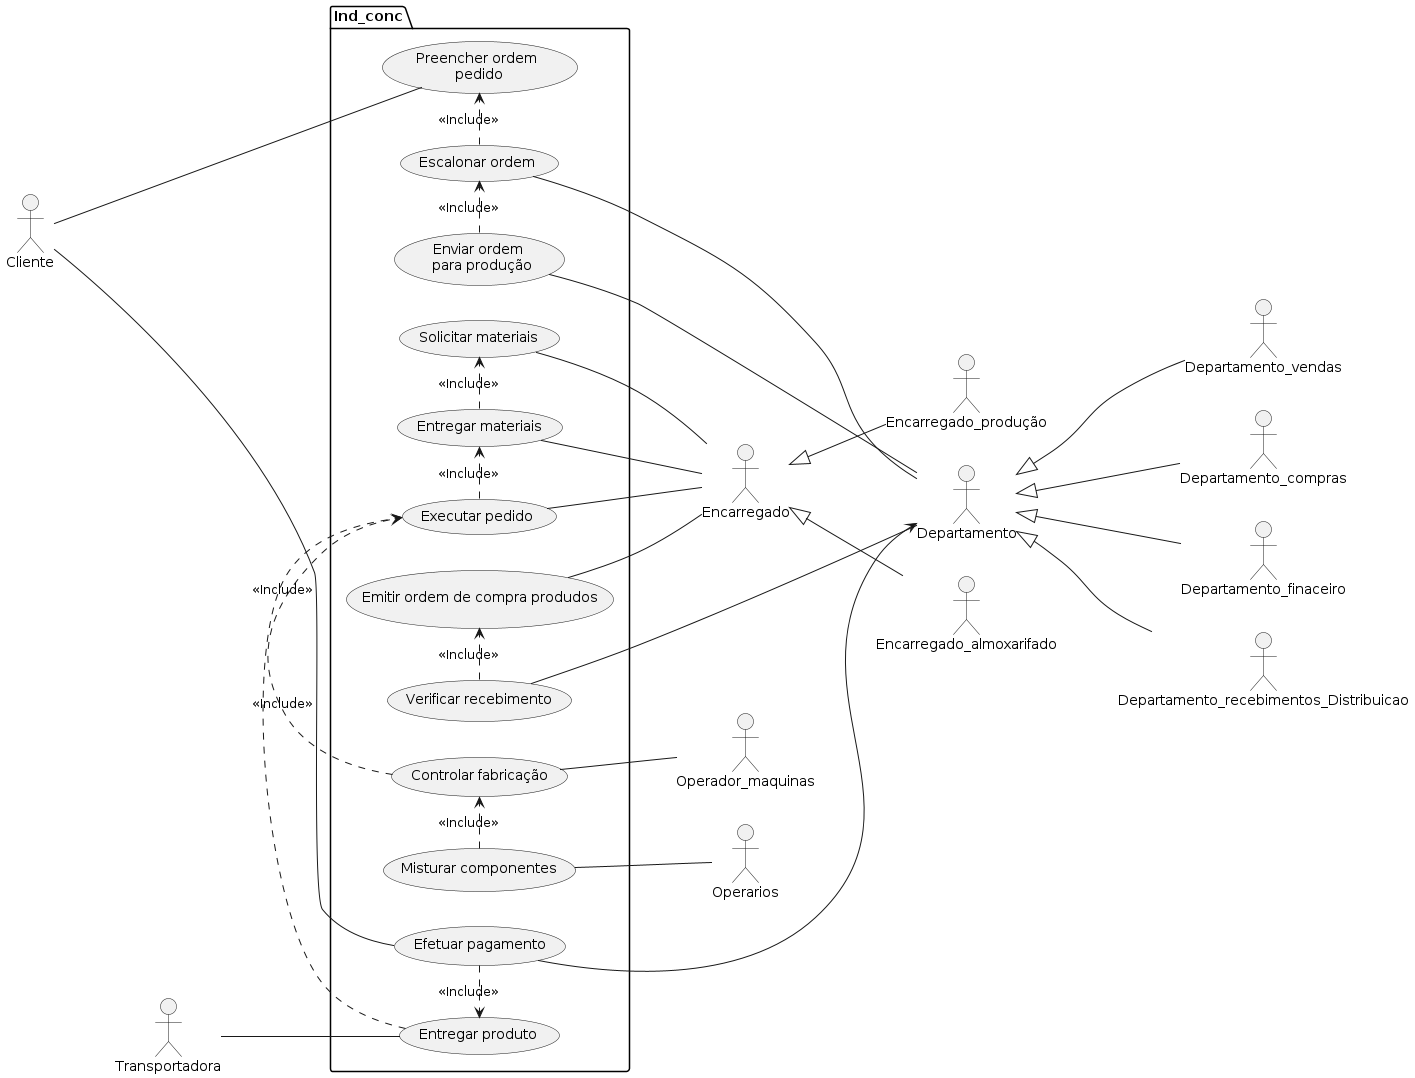 Ind_conc
Preencher ordem
pedido
«Include»
Escalonar ordem
«Include»
Enviar ordem
para produção
Cliente
Solicitar materiais
«Include»
Entregar materiais
«Include»
Executar pedido
«Include»
Emitir ordem de compra produdos
«Include»
Verificar recebimento
«Include»
Controlar fabricação
«Include»
Misturar componentes
Efetuar pagamento
«Include»
Entregar produto
Transportadora
Encarregado
Operador_maquinas
Operarios
Encarregado_produção
Departamento
Encarregado_almoxarifado
Departamento_vendas
Departamento_compras
Departamento_finaceiro
Departamento_recebimentos_Distribuicao